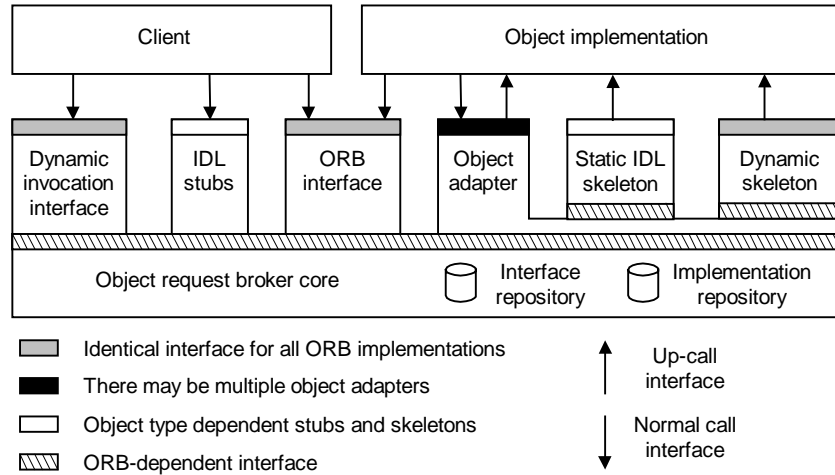 Client
Object implementation
Dynamic
invocation
interface
IDL
stubs
ORB
interface
Object
adapter
Static IDL
skeleton
Dynamic
skeleton
Object request broker core
Interface
repository
Implementation
repository
Identical interface for all ORB implementations
There may be multiple object adapters
Object type dependent stubs and skeletons
ORB-dependent interface
Up-call
interface
Normal call
interface